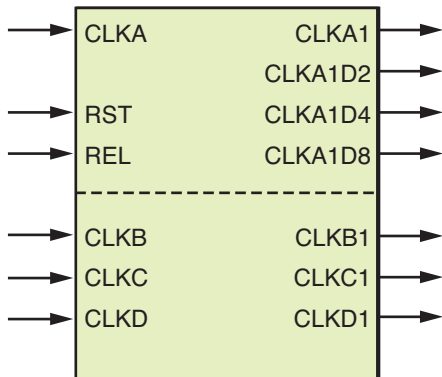 CLKA CLKA1
CLKA1D2
RST CLKA1D4
REL CLKA1D8
CLKB CLKB1
CLKC CLKC1
CLKD CLKD1